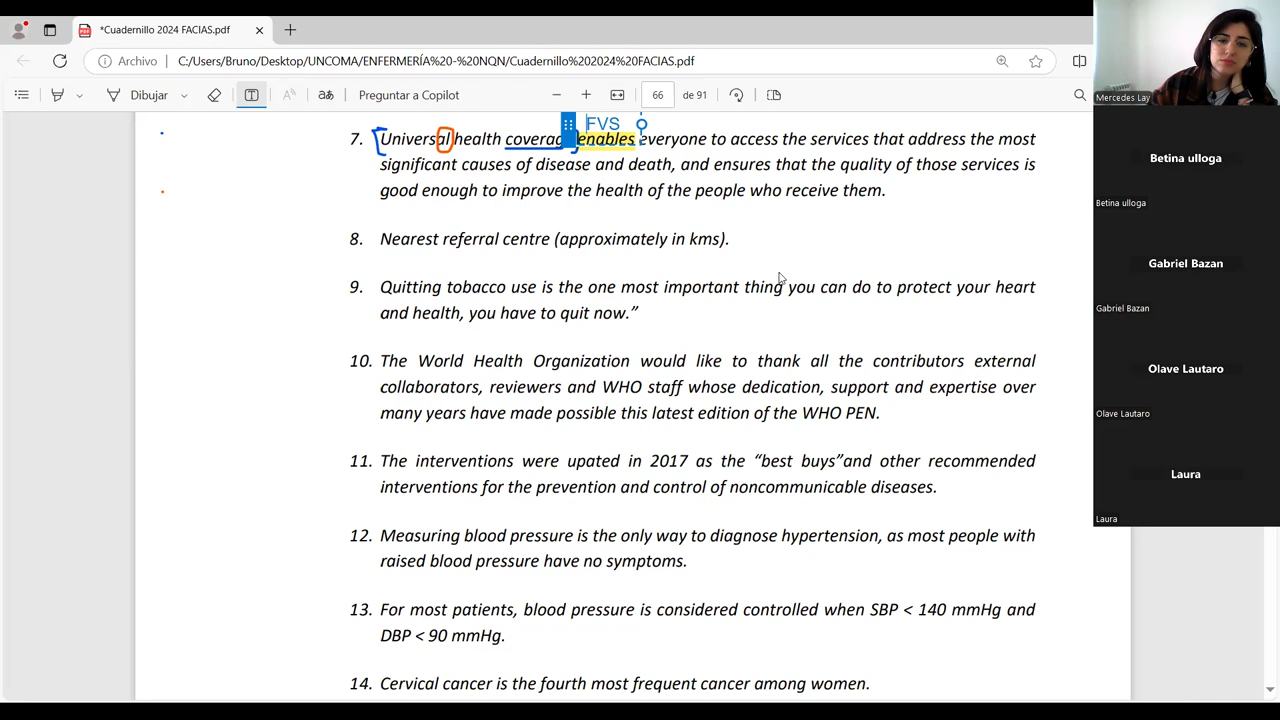 *Cuadernillo 2024 FACIAS.pdf
Archivo C:/Users/Bruno/Desktop/UNCOMA/ENFERMERÍA%20-%20NQN/Cuadernillo%202024%20FACIAS.pdf
Dibujar
Preguntar a Copilot
66 de 91
FVS
7. Universal health coverag enables everyone to access the services that address the most
significant causes of disease and death, and ensures that the quality of those services is
good enough to improve the health of the people who receive them.
8. Nearest referral centre (approximately in kms).
9. Quitting tobacco use is the one most important thing you can do to protect your heart
and health, you have to quit now.”
10. The World Health Organization would like to thank all the contributors external
collaborators, reviewers and WHO staff whose dedication, support and expertise over
many years have made possible this latest edition of the WHO PEN.
11. The interventions were upated in 2017 as the “best buys”and other recommended
interventions for the prevention and control of noncommunicable diseases.
12. Measuring blood pressure is the only way to diagnose hypertension, as most people with
raised blood pressure have no symptoms.
13. For most patients, blood pressure is considered controlled when SBP < 140 mmHg and
DBP < 90 mmHg.
14. Cervical cancer is the fourth most frequent cancer among women.
Mercedes Lay
Betina ulloga
Betina ulloga
Gabriel Bazan
Gabriel Bazan
Olave Lautaro
Olave Lautaro
Laura
Laura